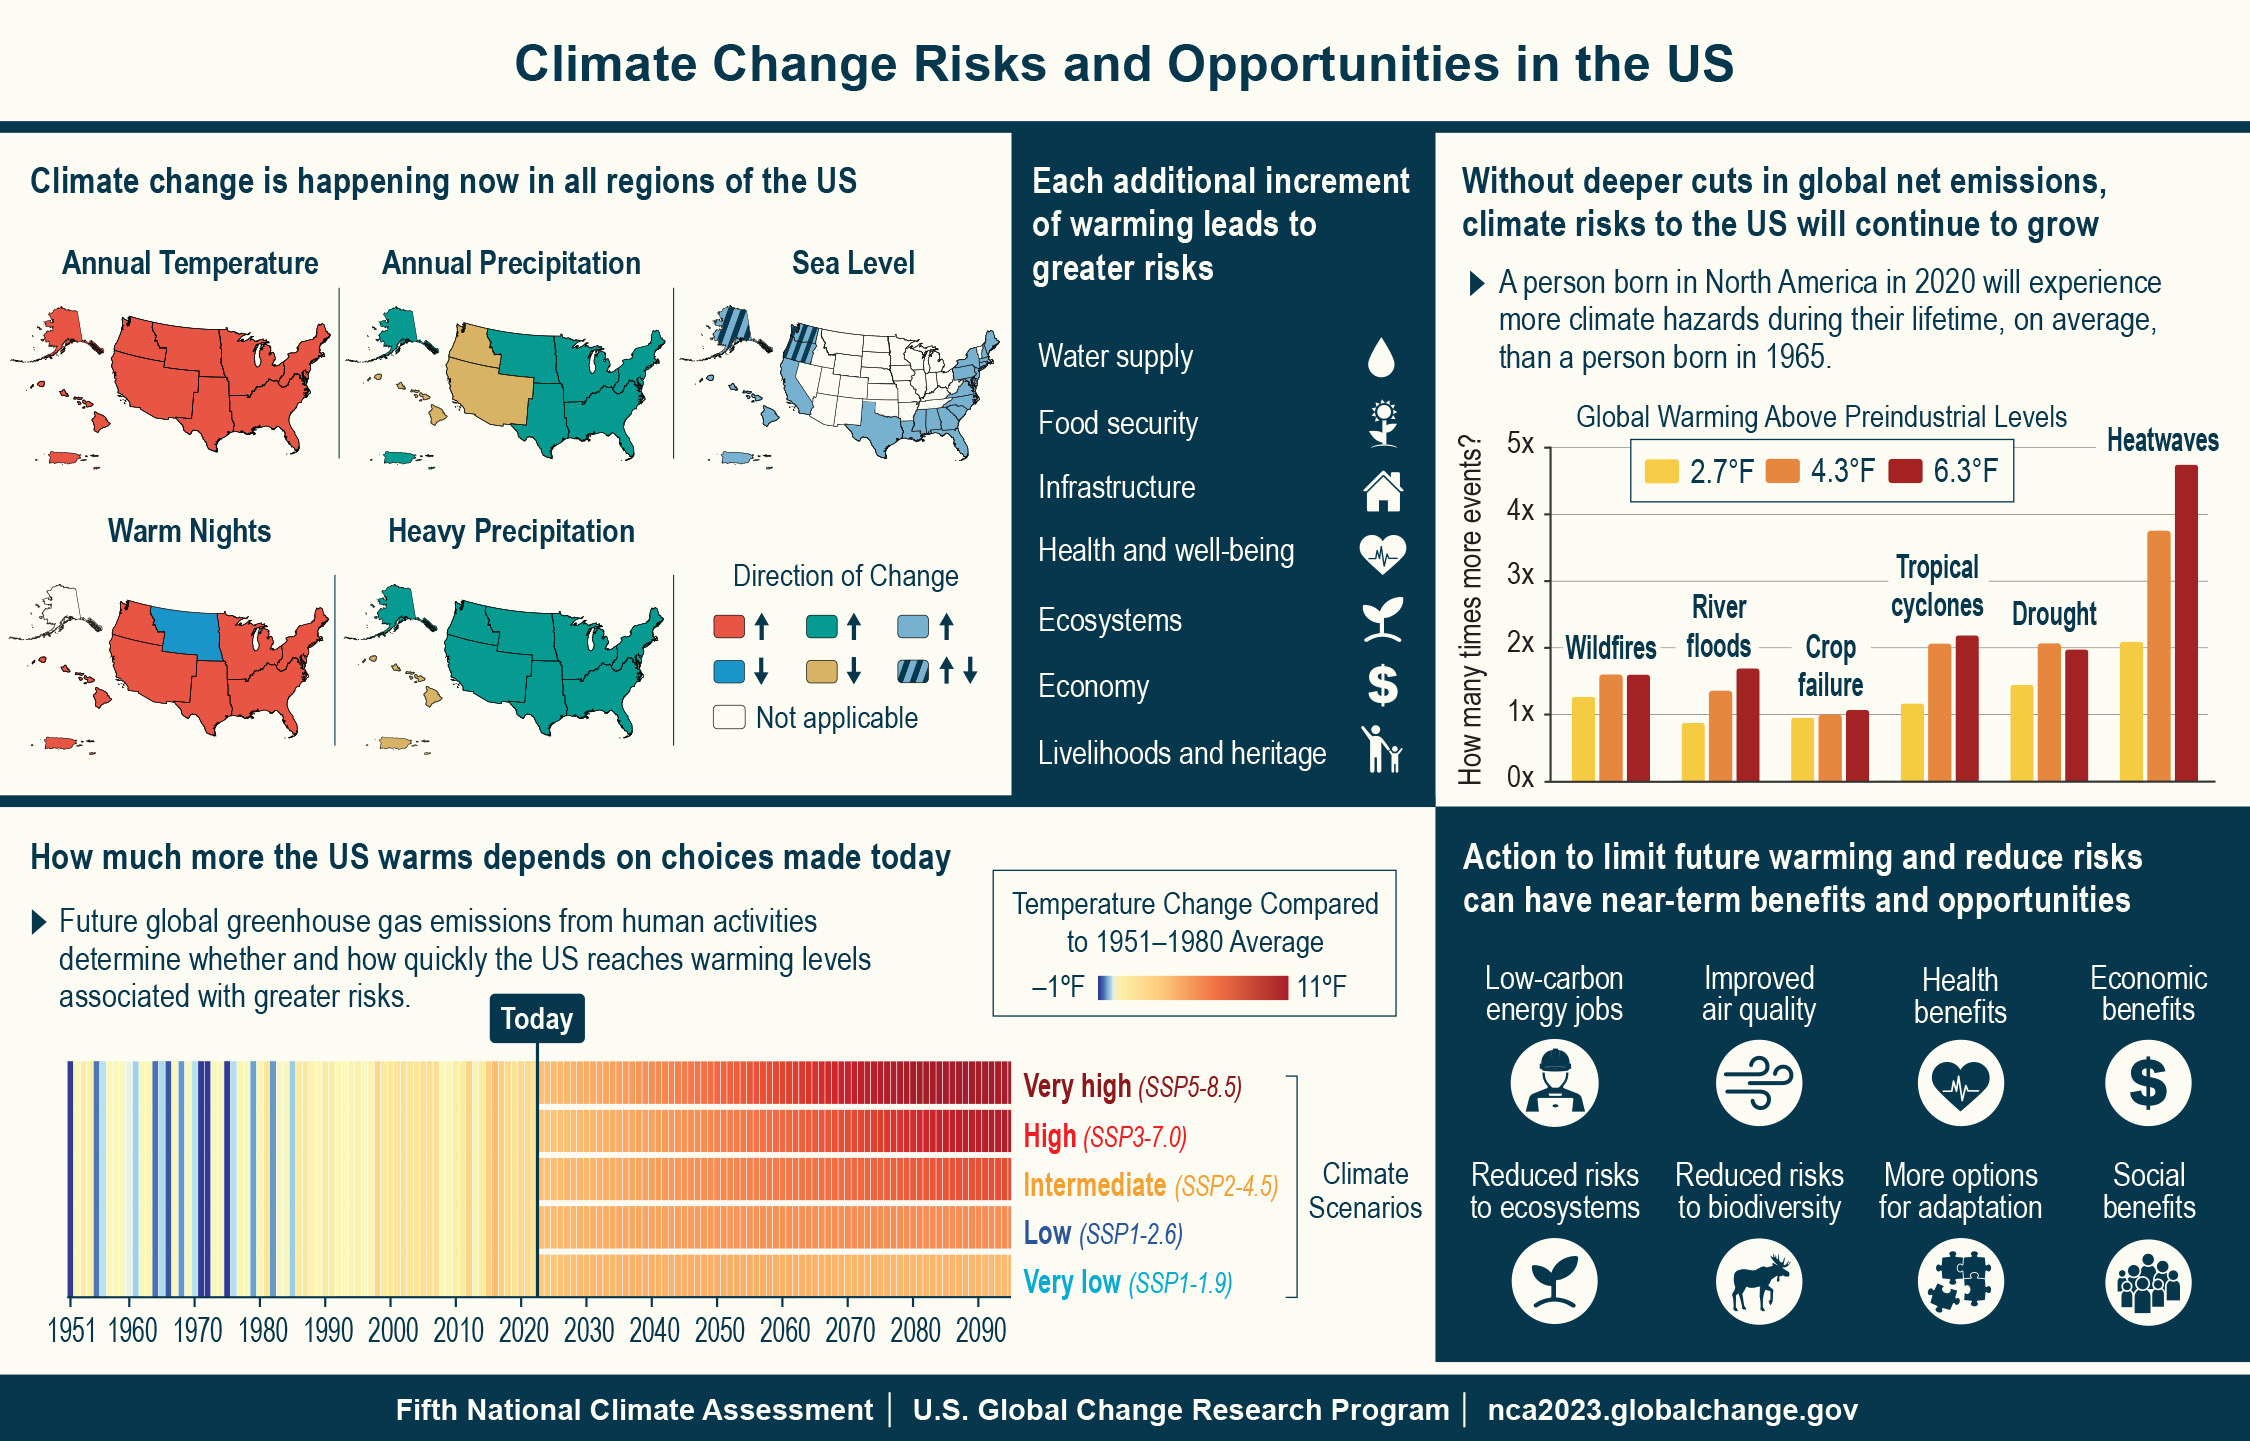 Climate Change Risks and Opportunities in the US
Climate change is happening now in all regions of the US
Annual Temperature
Annual Precipitation
Sea Level
Warm Nights
Heavy Precipitation
Direction of Change
Not applicable
Each additional increment
of warming leads to
greater risks
Water supply
Food security
Infrastructure
Health and well-being
Ecosystems
Economy
$
Livelihoods and heritage
Without deeper cuts in global net emissions,
climate risks to the US will continue to grow
A person born in North America in 2020 will experience
more climate hazards during their lifetime, on average,
than a person born in 1965.
Global Warming Above Preindustrial Levels
2.7°F 4.3°F 6.3°F
How many times more events?
5x
4x
3x
2x
1x
0x
Wildfires
River
floods
Crop
failure
Tropical
cyclones
Drought
Heatwaves
How much more the US warms depends on choices made today
Future global greenhouse gas emissions from human activities
determine whether and how quickly the US reaches warming levels
associated with greater risks.
Temperature Change Compared
to 1951–1980 Average
–1ºF 11ºF
Today
Very high (SSP5-8.5)
High (SSP3-7.0)
Intermediate (SSP2-4.5)
Low (SSP1-2.6)
Very low (SSP1-1.9)
Climate
Scenarios
1951 1960 1970 1980 1990 2000 2010 2020 2030 2040 2050 2060 2070 2080 2090
Action to limit future warming and reduce risks
can have near-term benefits and opportunities
Low-carbon
energy jobs
Improved
air quality
Health
benefits
Economic
benefits
$
Reduced risks
to ecosystems
Reduced risks
to biodiversity
More options
for adaptation
Social
benefits
Fifth National Climate Assessment | U.S. Global Change Research Program | nca2023.globalchange.gov